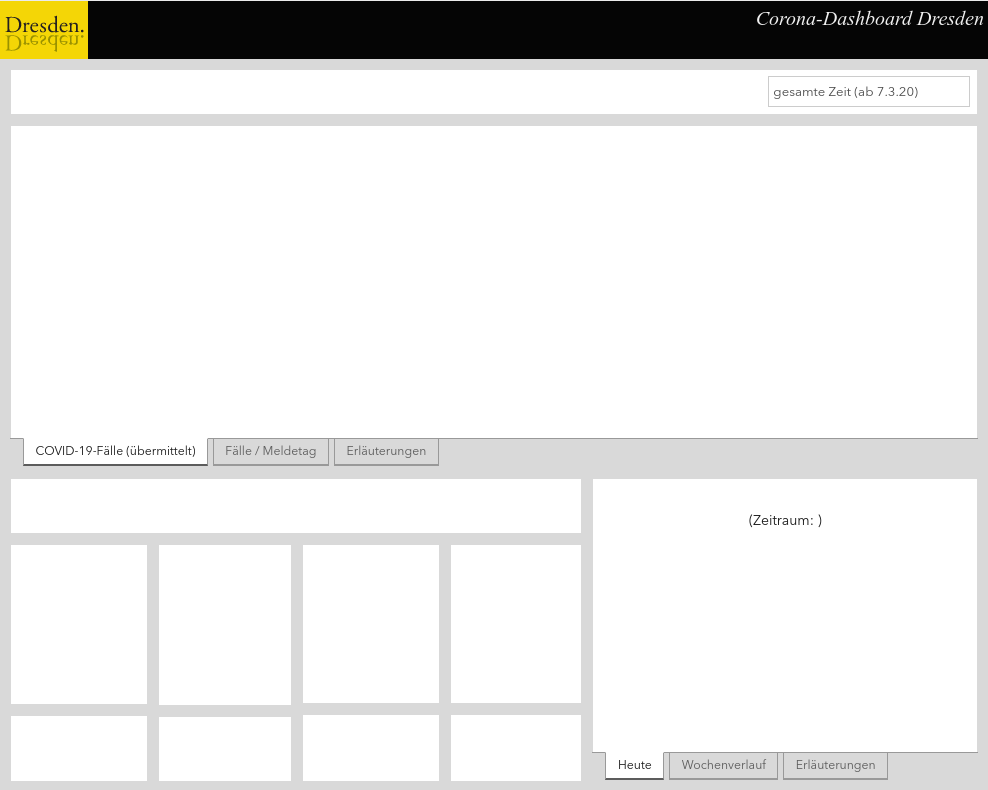 Dresden.
Dresden.
Corona-Dashboard Dresden
gesamte Zeit (ab 7.3.20)
COVID-19-Fälle (übermittelt)
Fälle / Meldetag
Erläuterungen
(Zeitraum: )
Heute
Wochenverlauf
Erläuterungen